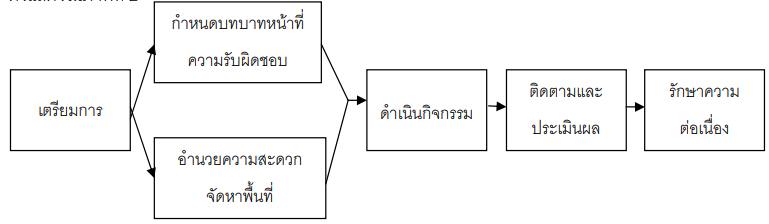 กำหนดบทบาทหน้าที่
ความรับผิดชอบ
เตรียมการ
อำนวยความสะดวก
จัดหาพื้นที่
ดำเนินกิจกรรม
ติดตามและ
ประเมินผล
รักษาความ
ต่อเนื่อง